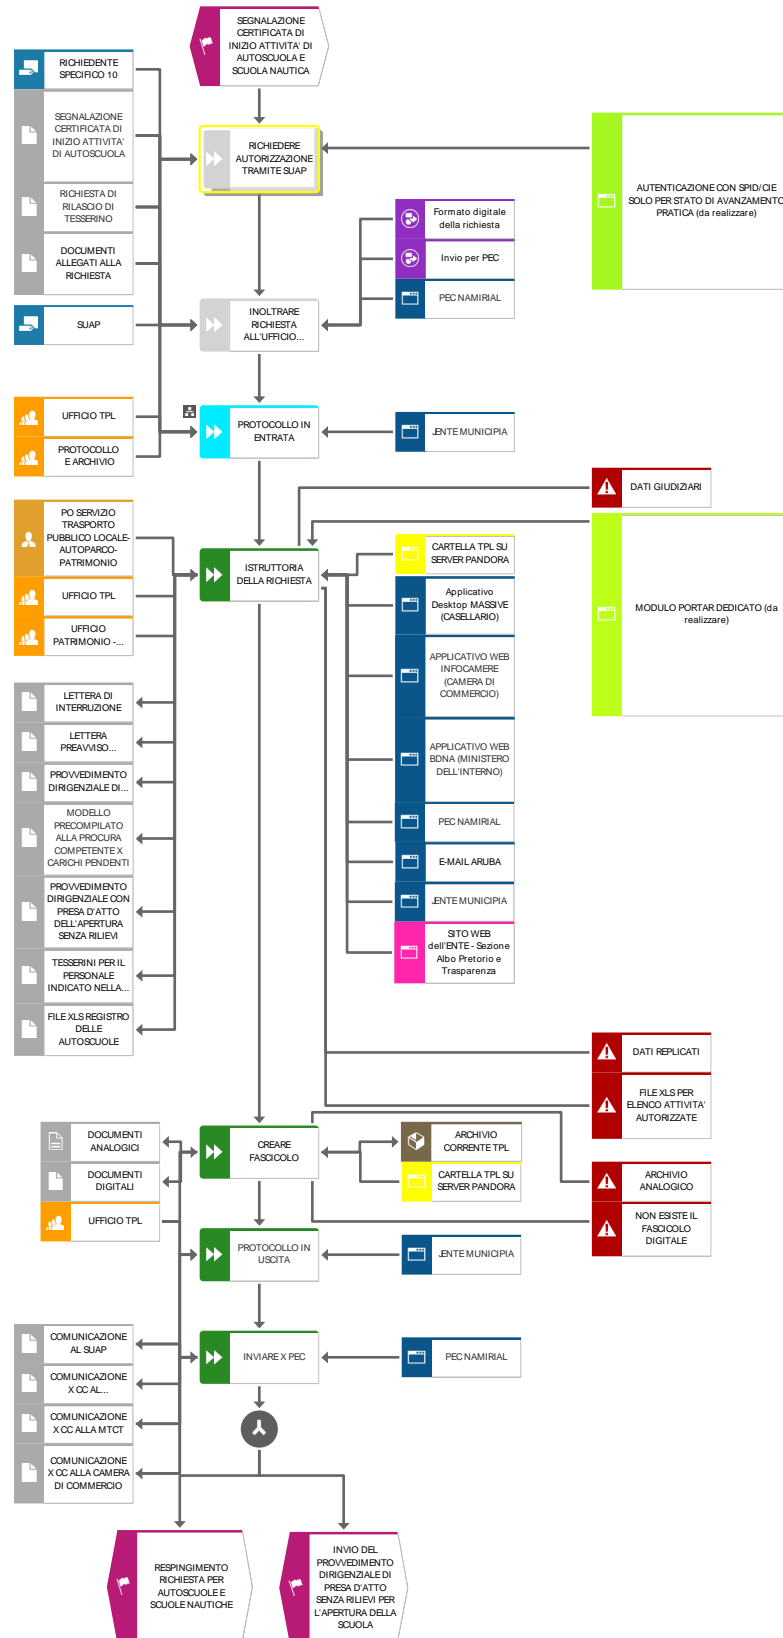 SEGNALAZIONE
CERTIFICATA DI
INIZIO ATTIVITA' DI
AUTOSCUOLA E
SCUOLA NAUTICA
RICHIEDENTE
SPECIFICO 10
SEGNALAZIONE
CERTIFICATA DI
INIZIO ATTIVITA'
DI AUTOSCUOLA
RICHIESTA DI
RILASCIO DI
TESSERINO
DOCUMENTI
ALLEGATI ALLA
RICHIESTA
SUAP
RICHIEDERE
AUTORIZZAZIONE
TRAMITE SUAP
AUTENTICAZIONE CON SPID/CIE
SOLO PER STATO DI AVANZAMENTO
PRATICA (da realizzare)
Formato digitale
della richiesta
Invio per PEC
PEC NAMIRIAL
INOLTRARE
RICHIESTA
ALL'UFFICIO...
UFFICIO TPL
PROTOCOLLO
E ARCHIVIO
PROTOCOLLO IN
ENTRATA
JENTE MUNICIPIA
DATI GIUDIZIARI
PO SERVIZIO
TRASPORTO
PUBBLICO LOCALE-
AUTOPARCO-
PATRIMONIO
UFFICIO TPL
UFFICIO
PATRIMONIO -...
ISTRUTTORIA
DELLA RICHIESTA
CARTELLA TPL SU
SERVER PANDORA
Applicativo
Desktop MASSIVE
(CASELLARIO)
APPLICATIVO WEB
INFOCAMERE
(CAMERA DI
COMMERCIO)
APPLICATIVO WEB
BDNA (MINISTERO
DELL'INTERNO)
PEC NAMIRIAL
E-MAIL ARUBA
JENTE MUNICIPIA
SITO WEB
dell'ENTE - Sezione
Albo Pretorio e
Trasparenza
MODULO PORTAR DEDICATO (da
realizzare)
LETTERA DI
INTERRUZIONE
LETTERA
PREAVVISO...
PROVVEDIMENTO
DIRIGENZIALE DI...
MODELLO
PRECOMPILATO
ALLA PROCURA
COMPETENTE X
CARICHI PENDENTI
PROVVEDIMENTO
DIRIGENZIALE CON
PRESA D'ATTO
DELL'APERTURA
SENZA RILIEVI
TESSERINI PER IL
PERSONALE
INDICATO NELLA...
FILE XLS REGISTRO
DELLE
AUTOSCUOLE
DATI REPLICATI
FILE XLS PER
ELENCO ATTIVITA'
AUTORIZZATE
DOCUMENTI
ANALOGICI
DOCUMENTI
DIGITALI
UFFICIO TPL
CREARE
FASCICOLO
ARCHIVIO
CORRENTE TPL
CARTELLA TPL SU
SERVER PANDORA
ARCHIVIO
ANALOGICO
NON ESISTE IL
FASCICOLO
DIGITALE
PROTOCOLLO IN
USCITA
JENTE MUNICIPIA
COMUNICAZIONE
AL SUAP
COMUNICAZIONE
X CC AL...
COMUNICAZIONE
X CC ALLA MTCT
COMUNICAZIONE
X CC ALLA CAMERA
DI COMMERCIO
INVIARE X PEC
PEC NAMIRIAL
RESPINGIMENTO
RICHIESTA PER
AUTOSCUOLE E
SCUOLE NAUTICHE
INVIO DEL
PROVVEDIMENTO
DIRIGENZIALE DI
PRESA D'ATTO
SENZA RILIEVI PER
L'APERTURA DELLA
SCUOLA